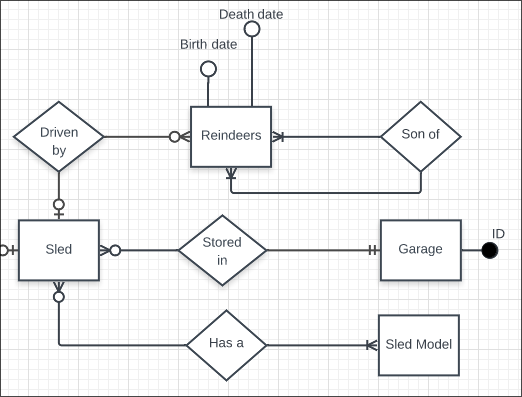 Death date
Birth date
Driven
by
Reindeers
Son of
Sled
Stored
in
Garage
ID
Has a
Sled Model